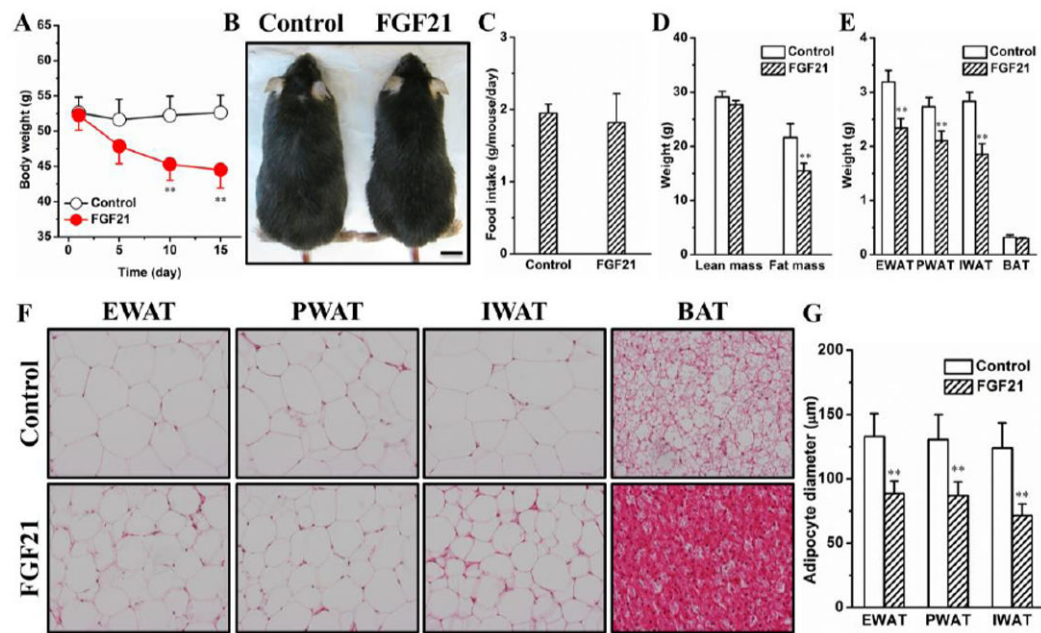 A
Body weight (g)
65
60
55
50
45
40
35
0
5
10
15
Time (day)
Control
FGF21
**
**
B
Control
FGF21
C
Food intake (g/mouse/day)
3
2
1
0
Control
FGF21
D
Weight (g)
40
30
20
10
0
Control
FGF21
**
Lean mass
Fat mass
E
Weight (g)
4
3
2
1
0
Control
FGF21
**
**
**
EWAT
PWAT
IWAT
BAT
F
EWAT
PWAT
IWAT
BAT
Control
FGF21
G
Adipocyte diameter (μm)
200
150
100
50
0
Control
FGF21
**
**
**
EWAT
PWAT
IWAT